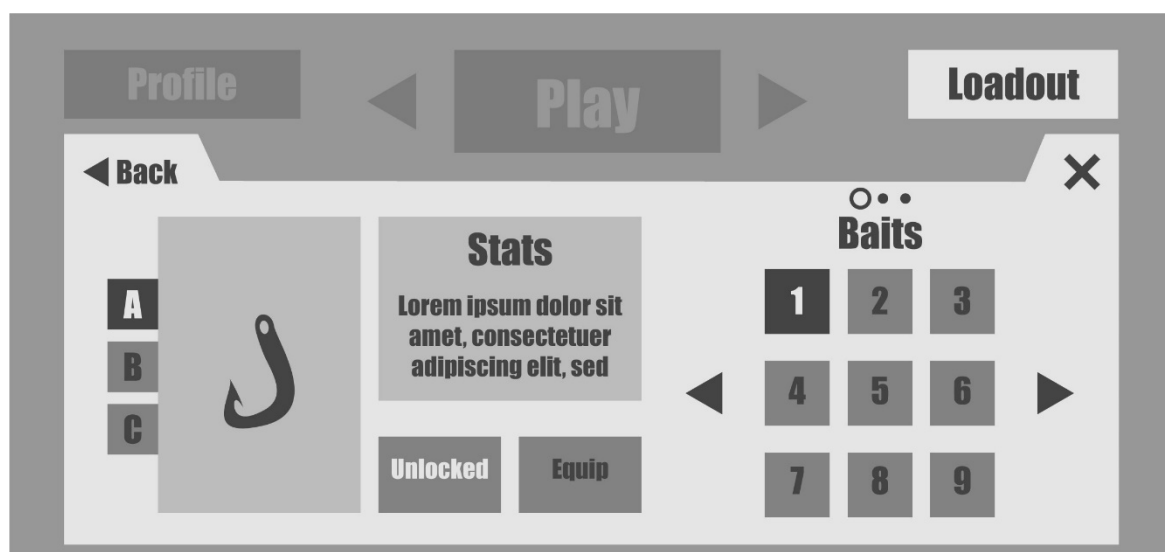 Profile
Play
Loadout
Back
Stats
Lorem ipsum dolor sit
amet, consectetuer
adipiscing elit, sed
A
B
C
Unlocked
Equip
Baits
1 2 3
4 5 6
7 8 9